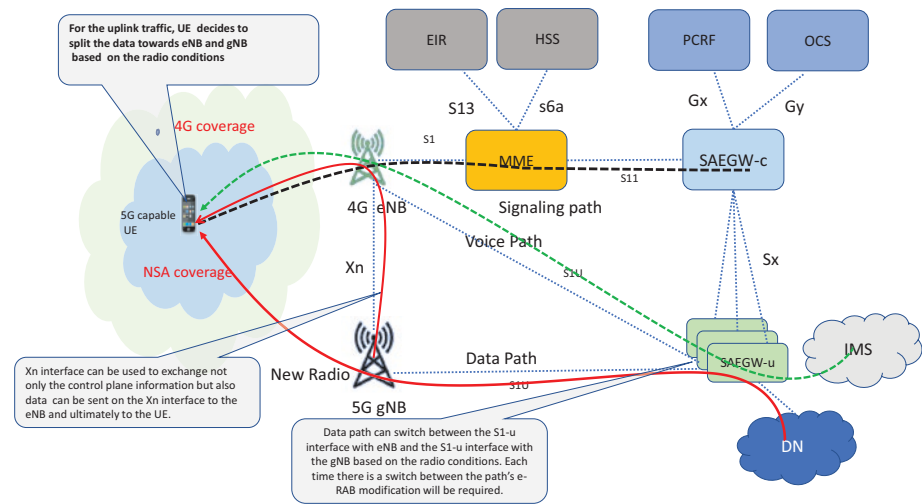 For the uplink traffic, UE decides to
split the data towards eNB and gNB
based on the radio conditions
EIR
HSS
PCRF
OCS
S13
s6a
Gx
Gy
4G coverage
S1
MME
SAEGW-c
S11
5G capable
UE
4G eNB
Signaling path
Voice Path
NSA coverage
Xn
S1U
Sx
Xn interface can be used to exchange not
only the control plane information but also
data can be sent on the Xn interface to the
eNB and ultimately to the UE.
New Radio
5G gNB
Data Path
S1U
SAEGW-u
IMS
Data path can switch between the S1-u
interface with eNB and the S1-u interface with
the gNB based on the radio conditions. Each
time there is a switch between the path's e-
RAB modification will be required.
DN